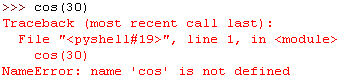 >>> cos(30)
Traceback (most recent call last):
  File "<pyshell#19>", line 1, in <module>
    cos(30)
NameError: name 'cos' is not defined